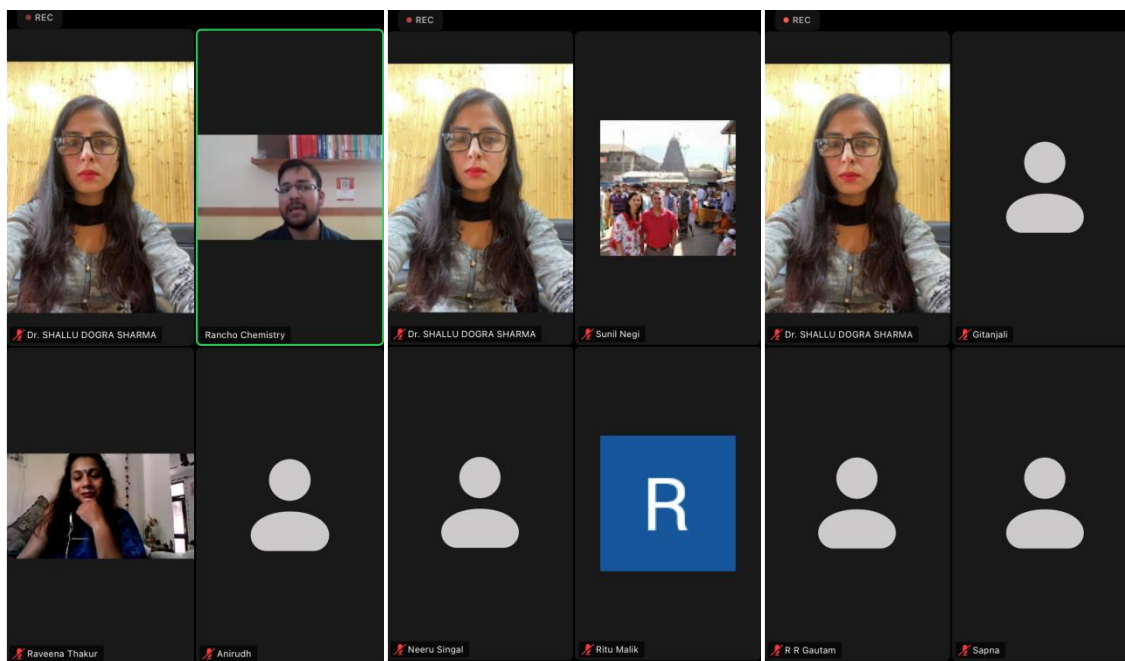 REC
Dr. SHALLU DOGRA SHARMA
Rancho Chemistry
Raveena Thakur
Anirudh
REC
Dr. SHALLU DOGRA SHARMA
Sunil Negi
Neeru Singal
R
Ritu Malik
REC
Dr. SHALLU DOGRA SHARMA
Gitanjali
R R Gautam
Sapna